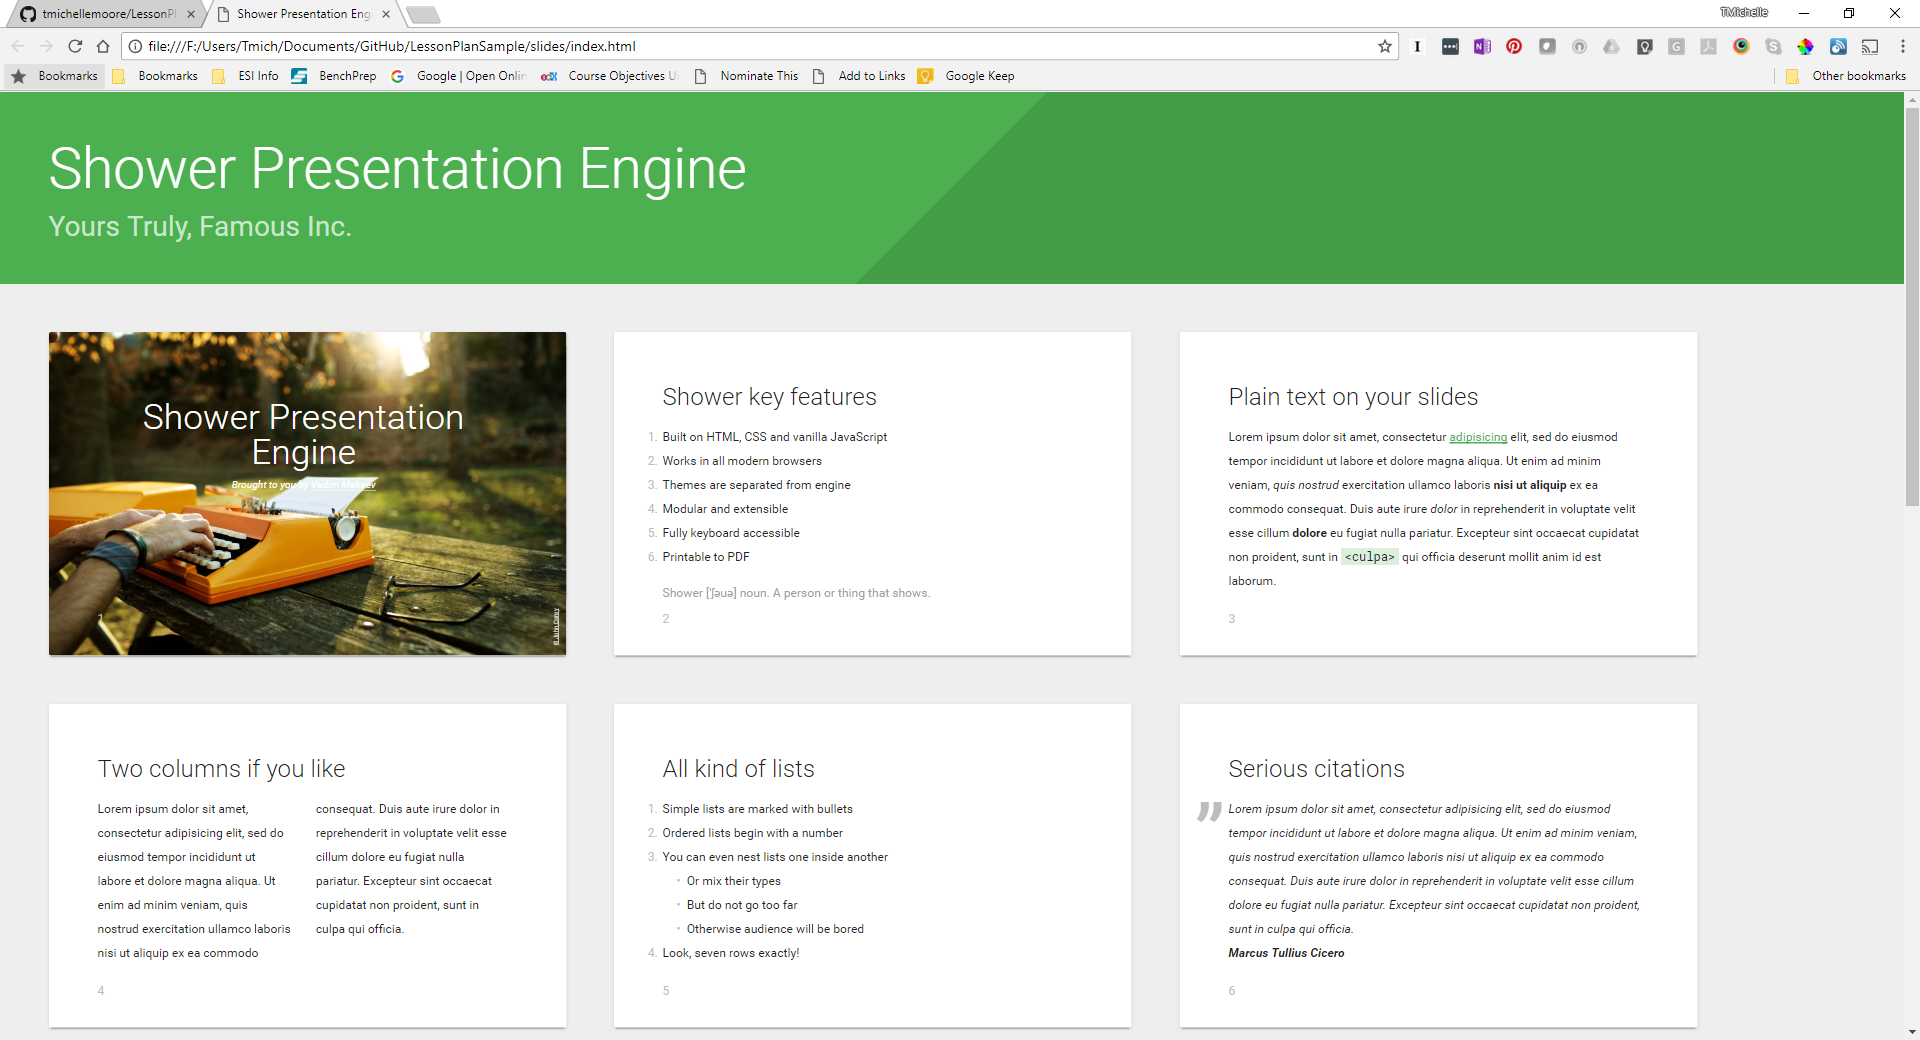 tmichellemoore/LessonPl
Shower Presentation Eng
TMichelle
file:///F:/Users/Tmich/Documents/GitHub/LessonPlanSample/slides/index.html
Bookmarks
Bookmarks
ESI Info
BenchPrep
Google | Open Onlin
edX
Course Objectives U
Nominate This
Add to Links
Google Keep
Other bookmarks
Shower Presentation Engine
Yours Truly, Famous Inc.
Shower Presentation
Engine
Brought to you by Vadim Makeev
1
Shower key features
1. Built on HTML, CSS and vanilla JavaScript
2. Works in all modern browsers
3. Themes are separated from engine
4. Modular and extensible
5. Fully keyboard accessible
6. Printable to PDF
Shower ['ʃəuə] noun. A person or thing that shows.
2
Plain text on your slides
Lorem ipsum dolor sit amet, consectetur adipisicing elit, sed do eiusmod
tempor incididunt ut labore et dolore magna aliqua. Ut enim ad minim
veniam, quis nostrud exercitation ullamco laboris nisi ut aliquip ex ea
commodo consequat. Duis aute irure dolor in reprehenderit in voluptate velit
esse cillum dolore eu fugiat nulla pariatur. Excepteur sint occaecat cupidatat
non proident, sunt in <culpa> qui officia deserunt mollit anim id est
laborum.
3
Two columns if you like
Lorem ipsum dolor sit amet,
consectetur adipisicing elit, sed do
eiusmod tempor incididunt ut
labore et dolore magna aliqua. Ut
enim ad minim veniam, quis
nostrud exercitation ullamco laboris
nisi ut aliquip ex ea commodo
consequat. Duis aute irure dolor in
reprehenderit in voluptate velit esse
cillum dolore eu fugiat nulla
pariatur. Excepteur sint occaecat
cupidatat non proident, sunt in
culpa qui officia.
4
All kind of lists
1. Simple lists are marked with bullets
2. Ordered lists begin with a number
3. You can even nest lists one inside another
• Or mix their types
• But do not go too far
• Otherwise audience will be bored
4. Look, seven rows exactly!
5
Serious citations
” Lorem ipsum dolor sit amet, consectetur adipisicing elit, sed do eiusmod
tempor incididunt ut labore et dolore magna aliqua. Ut enim ad minim veniam,
quis nostrud exercitation ullamco laboris nisi ut aliquip ex ea commodo
consequat. Duis aute irure dolor in reprehenderit in voluptate velit esse cillum
dolore eu fugiat nulla pariatur. Excepteur sint occaecat cupidatat non proident,
sunt in culpa qui officia.
Marcus Tullius Cicero
6